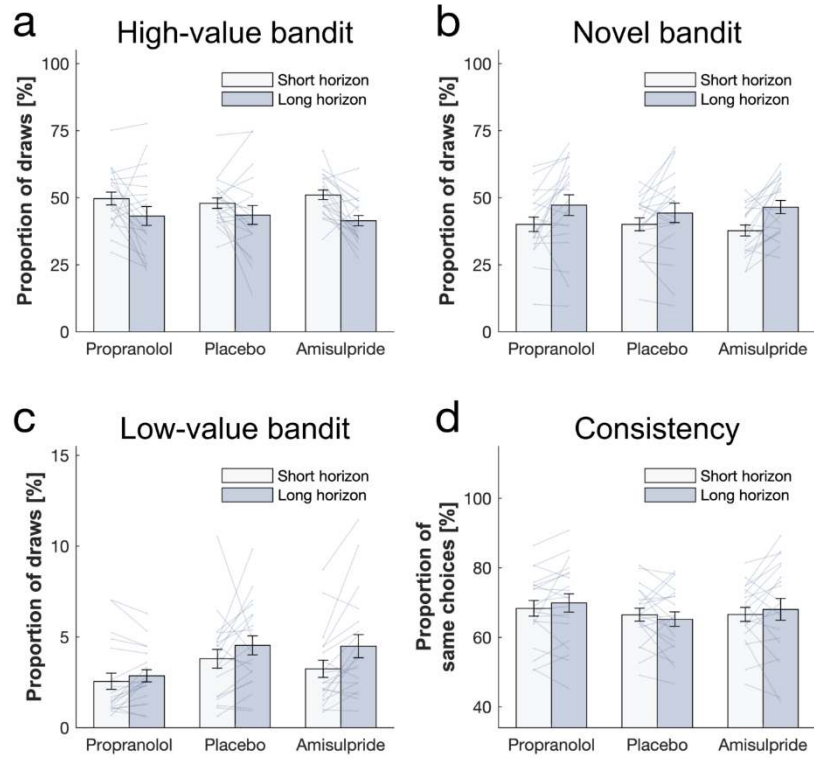 a
High-value bandit
Proportion of draws [%]
100
75
50
25
0
Short horizon
Long horizon
Propranolol
Placebo
Amisulpride
b
Novel bandit
Proportion of draws [%]
100
75
50
25
0
Short horizon
Long horizon
Propranolol
Placebo
Amisulpride
c
Low-value bandit
Proportion of draws [%]
15
10
5
0
Short horizon
Long horizon
Propranolol
Placebo
Amisulpride
d
Consistency
Proportion of
same choices [%]
100
80
60
40
Short horizon
Long horizon
Propranolol
Placebo
Amisulpride